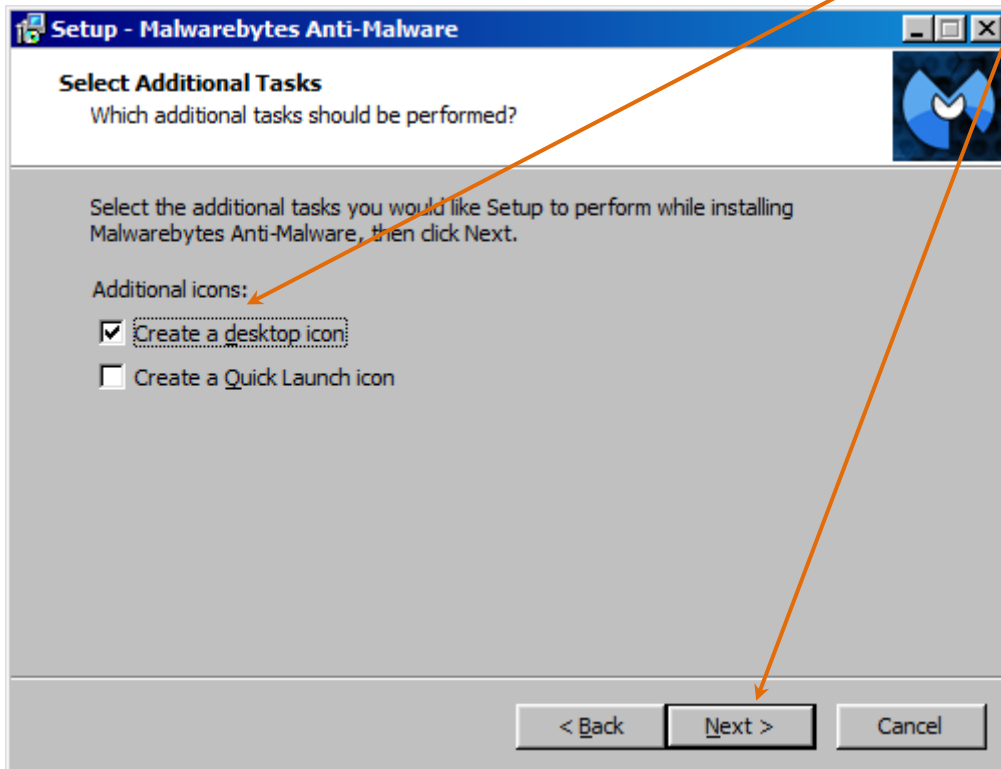 Setup - Malwarebytes Anti-Malware
Select Additional Tasks
Which additional tasks should be performed?
Select the additional tasks you would like Setup to perform while installing
Malwarebytes Anti-Malware, then click Next.
Additional icons:
Create a desktop icon
Create a Quick Launch icon
< Back Next > Cancel